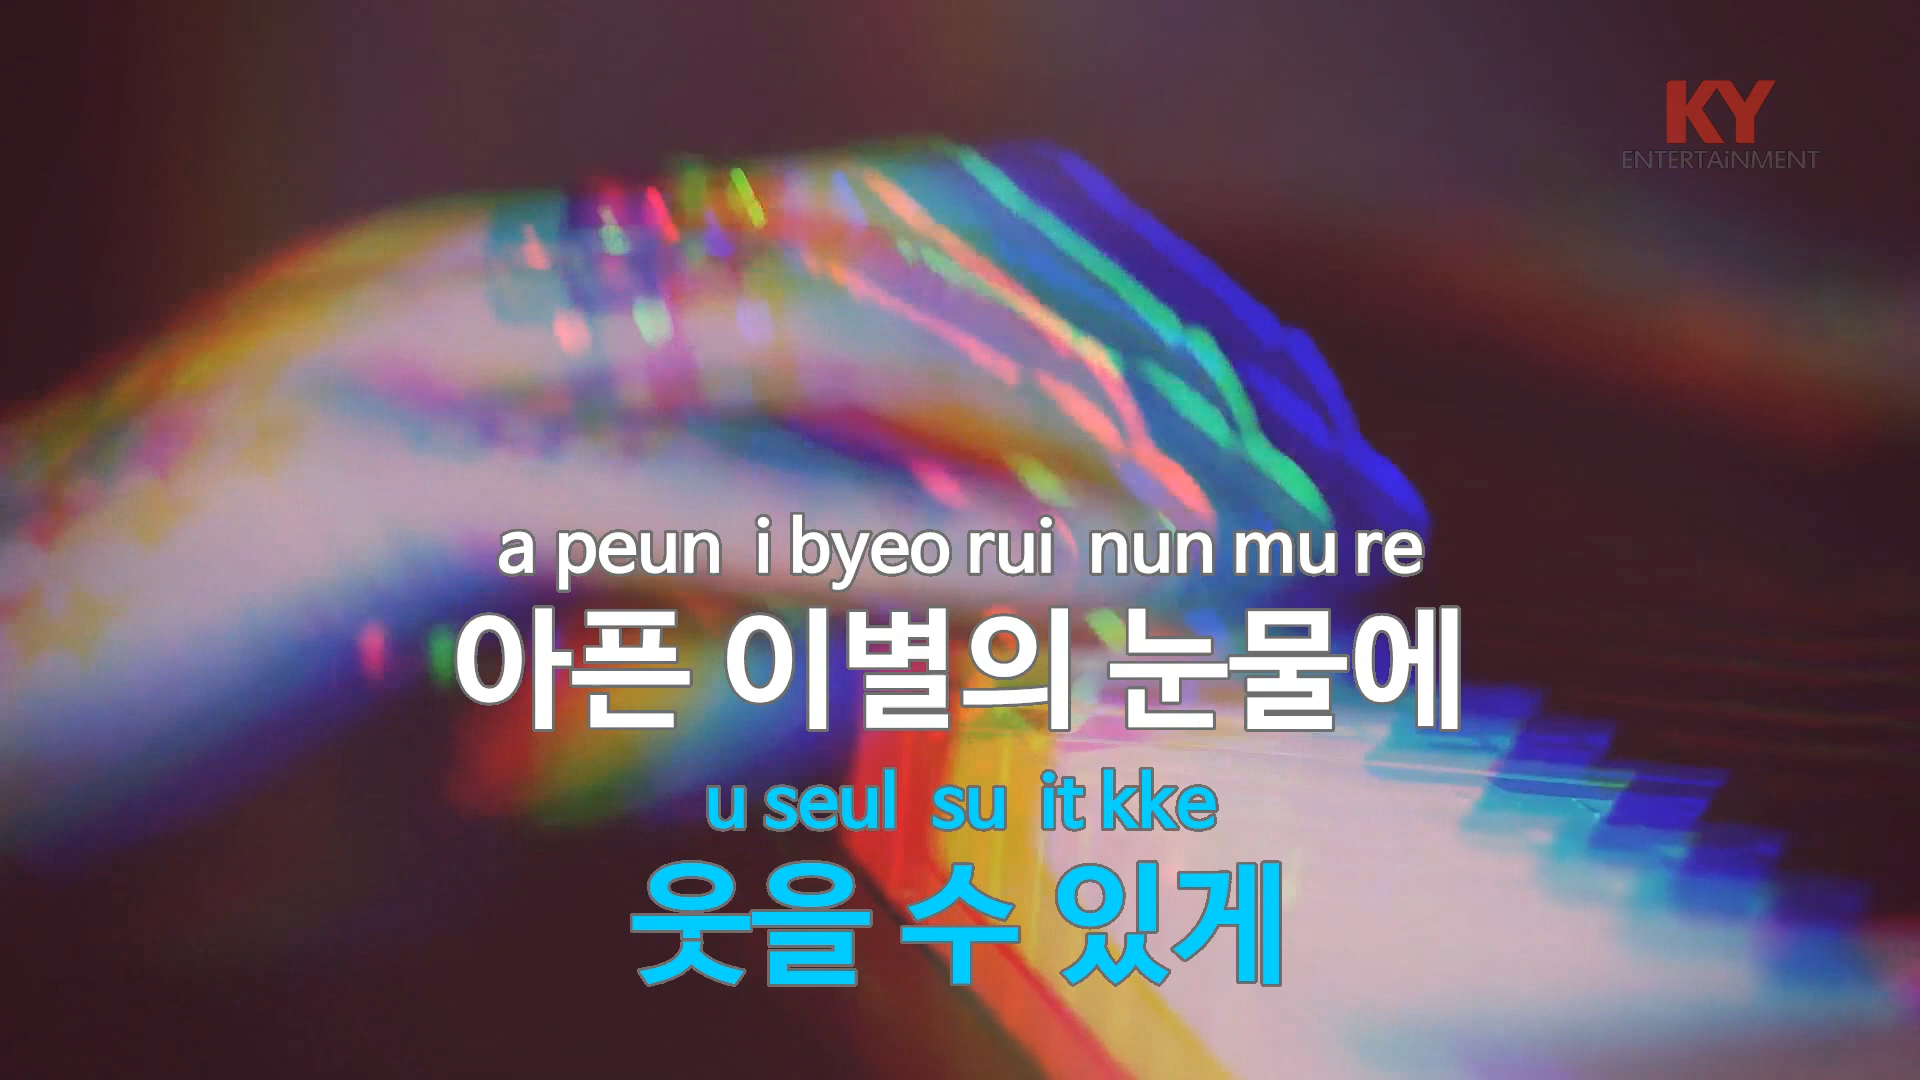 KY
ENTERTAiNMENT
a peun i byeo rui nun mu re
아픈 이별의 눈물에
u seul su it kke
웃을 수 있게